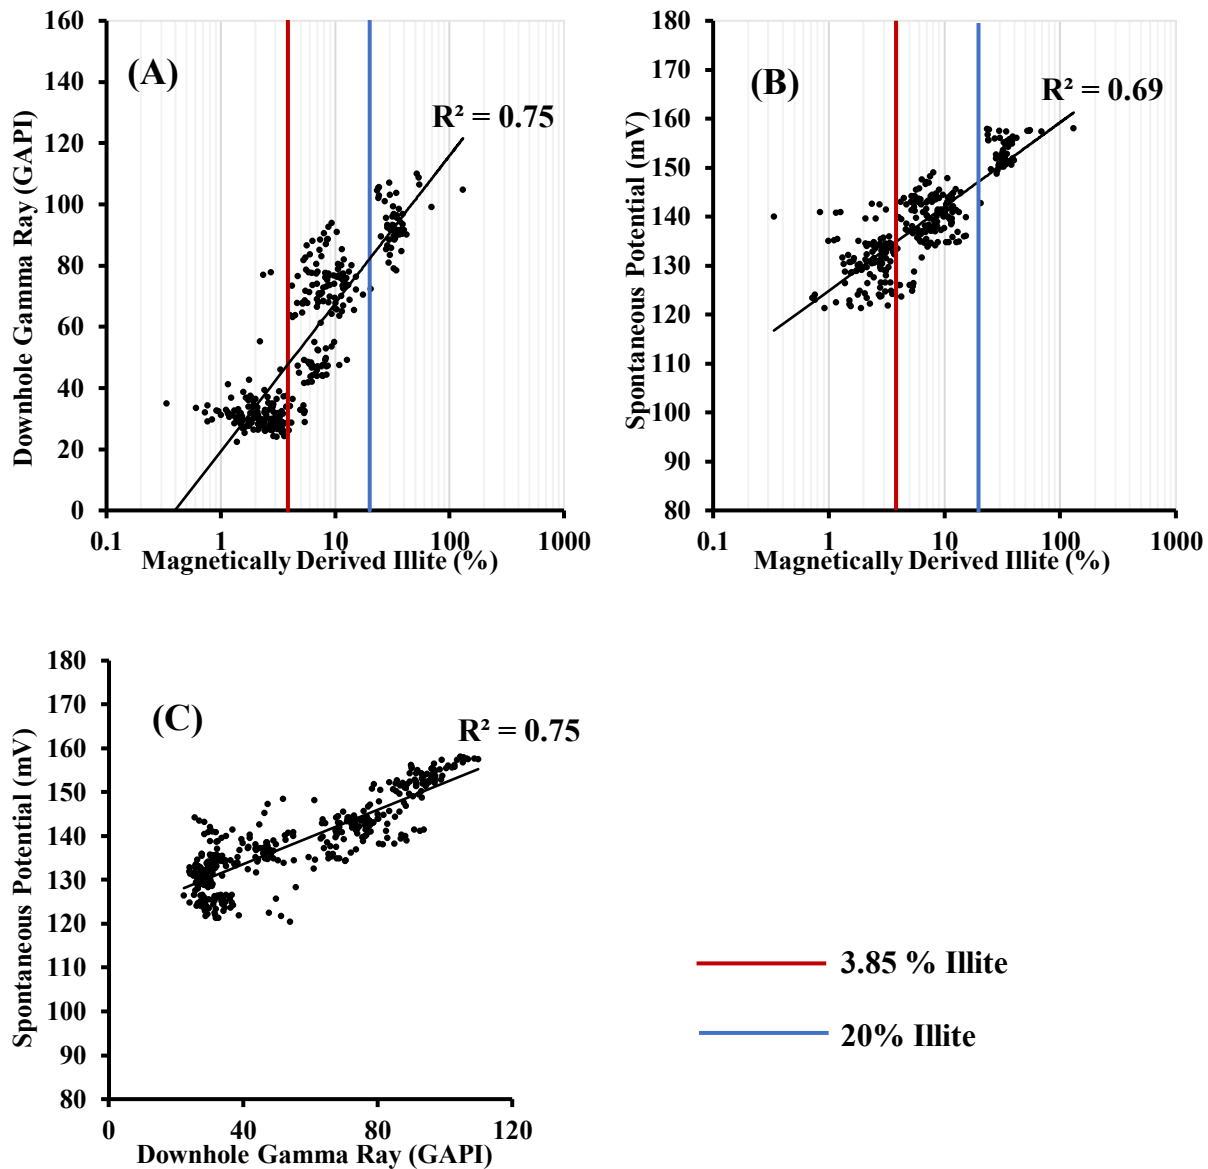 160
140
120
100
80
60
40
20
0
Downhole Gamma Ray (GAPI)
(A)
R² = 0.75
0.1 1 10 100 1000
Magnetically Derived Illite (%)
180
170
160
150
140
130
120
110
100
90
80
Spontaneous Potential (mV)
(B)
R² = 0.69
0.1 1 10 100 1000
Magnetically Derived Illite (%)
180
170
160
150
140
130
120
110
100
90
80
Spontaneous Potential (mV)
(C)
R² = 0.75
0 40 80 120
Downhole Gamma Ray (GAPI)
3.85 % Illite
20% Illite